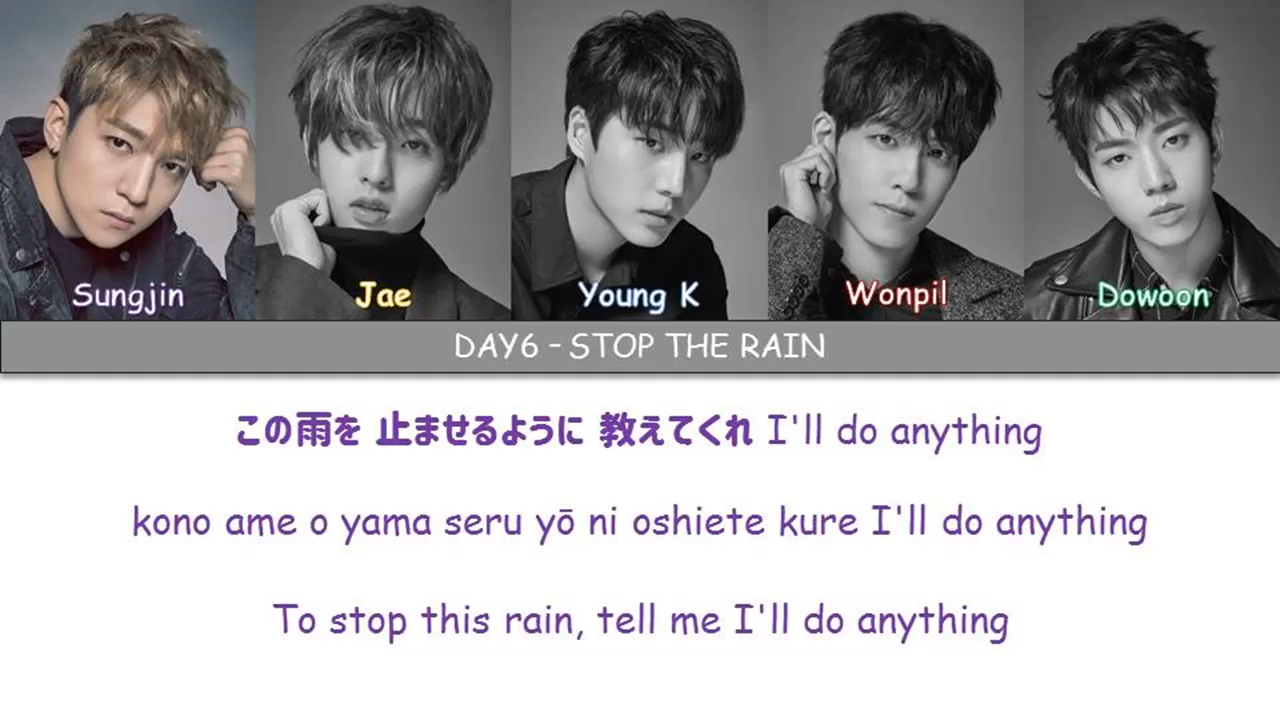 Sungjin
Jae
Young K
Wonpil
Dowoon
DAY6 - STOP THE RAIN
この雨を 止ませるように 教えてくれ I'll do anything
kono ame o yama seru yō ni oshiete kure I'll do anything
To stop this rain, tell me I'll do anything